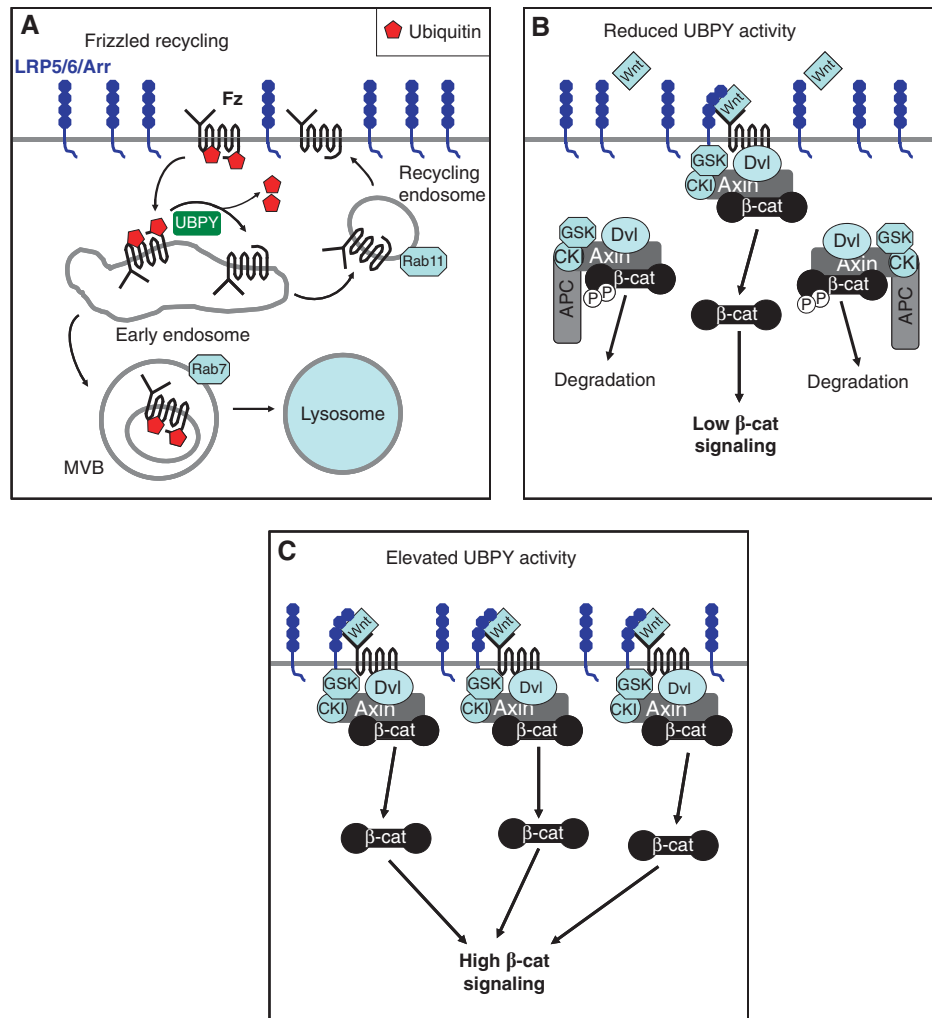 A
Frizzled recycling
Ubiquitin
LRP5/6/Arr
Fz
Recycling
endosome
UBPY
Rab11
Early endosome
Rab7
Lysosome
MVB
B
Reduced UBPY activity
Wnt
Wnt
Wnt
GSK
Dvl
CKI
Axin
β-cat
GSK
Dvl
CK
Axin
β-cat
P
P
APC
Dvl
GSK
Axin
CK
β-cat
P
P
APC
β-cat
Degradation
Degradation
Low β-cat
signaling
C
Elevated UBPY activity
Wnt
Wnt
Wnt
GSK
Dvl
GSK
Dvl
GSK
Dvl
CKI
Axin
CKI
Axin
CKI
Axin
β-cat
β-cat
β-cat
β-cat
β-cat
β-cat
High β-cat
signaling